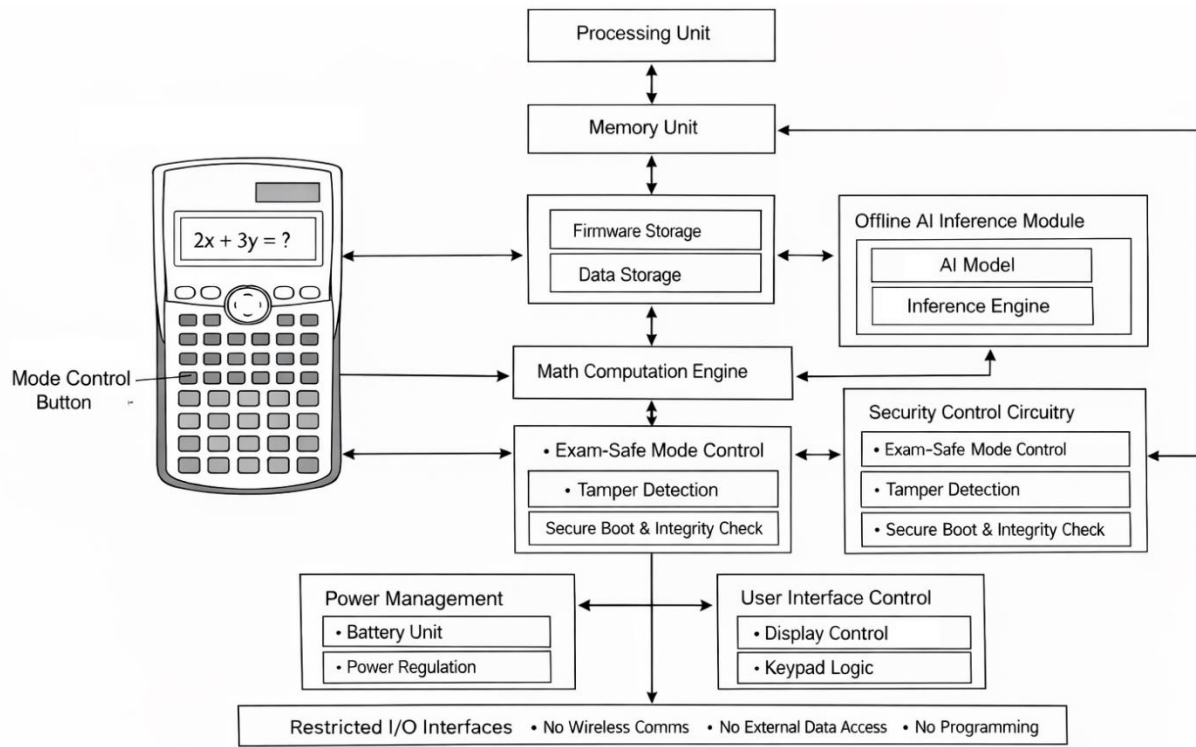 Processing Unit
Memory Unit
Firmware Storage
Data Storage
Offline AI Inference Module
AI Model
Inference Engine
2x + 3y = ?
Mode Control
Button
Math Computation Engine
• Exam-Safe Mode Control
• Tamper Detection
Secure Boot & Integrity Check
Security Control Circuitry
• Exam-Safe Mode Control
• Tamper Detection
• Secure Boot & Integrity Check
Power Management
• Battery Unit
• Power Regulation
User Interface Control
• Display Control
• Keypad Logic
Restricted I/O Interfaces • No Wireless Comms • No External Data Access • No Programming